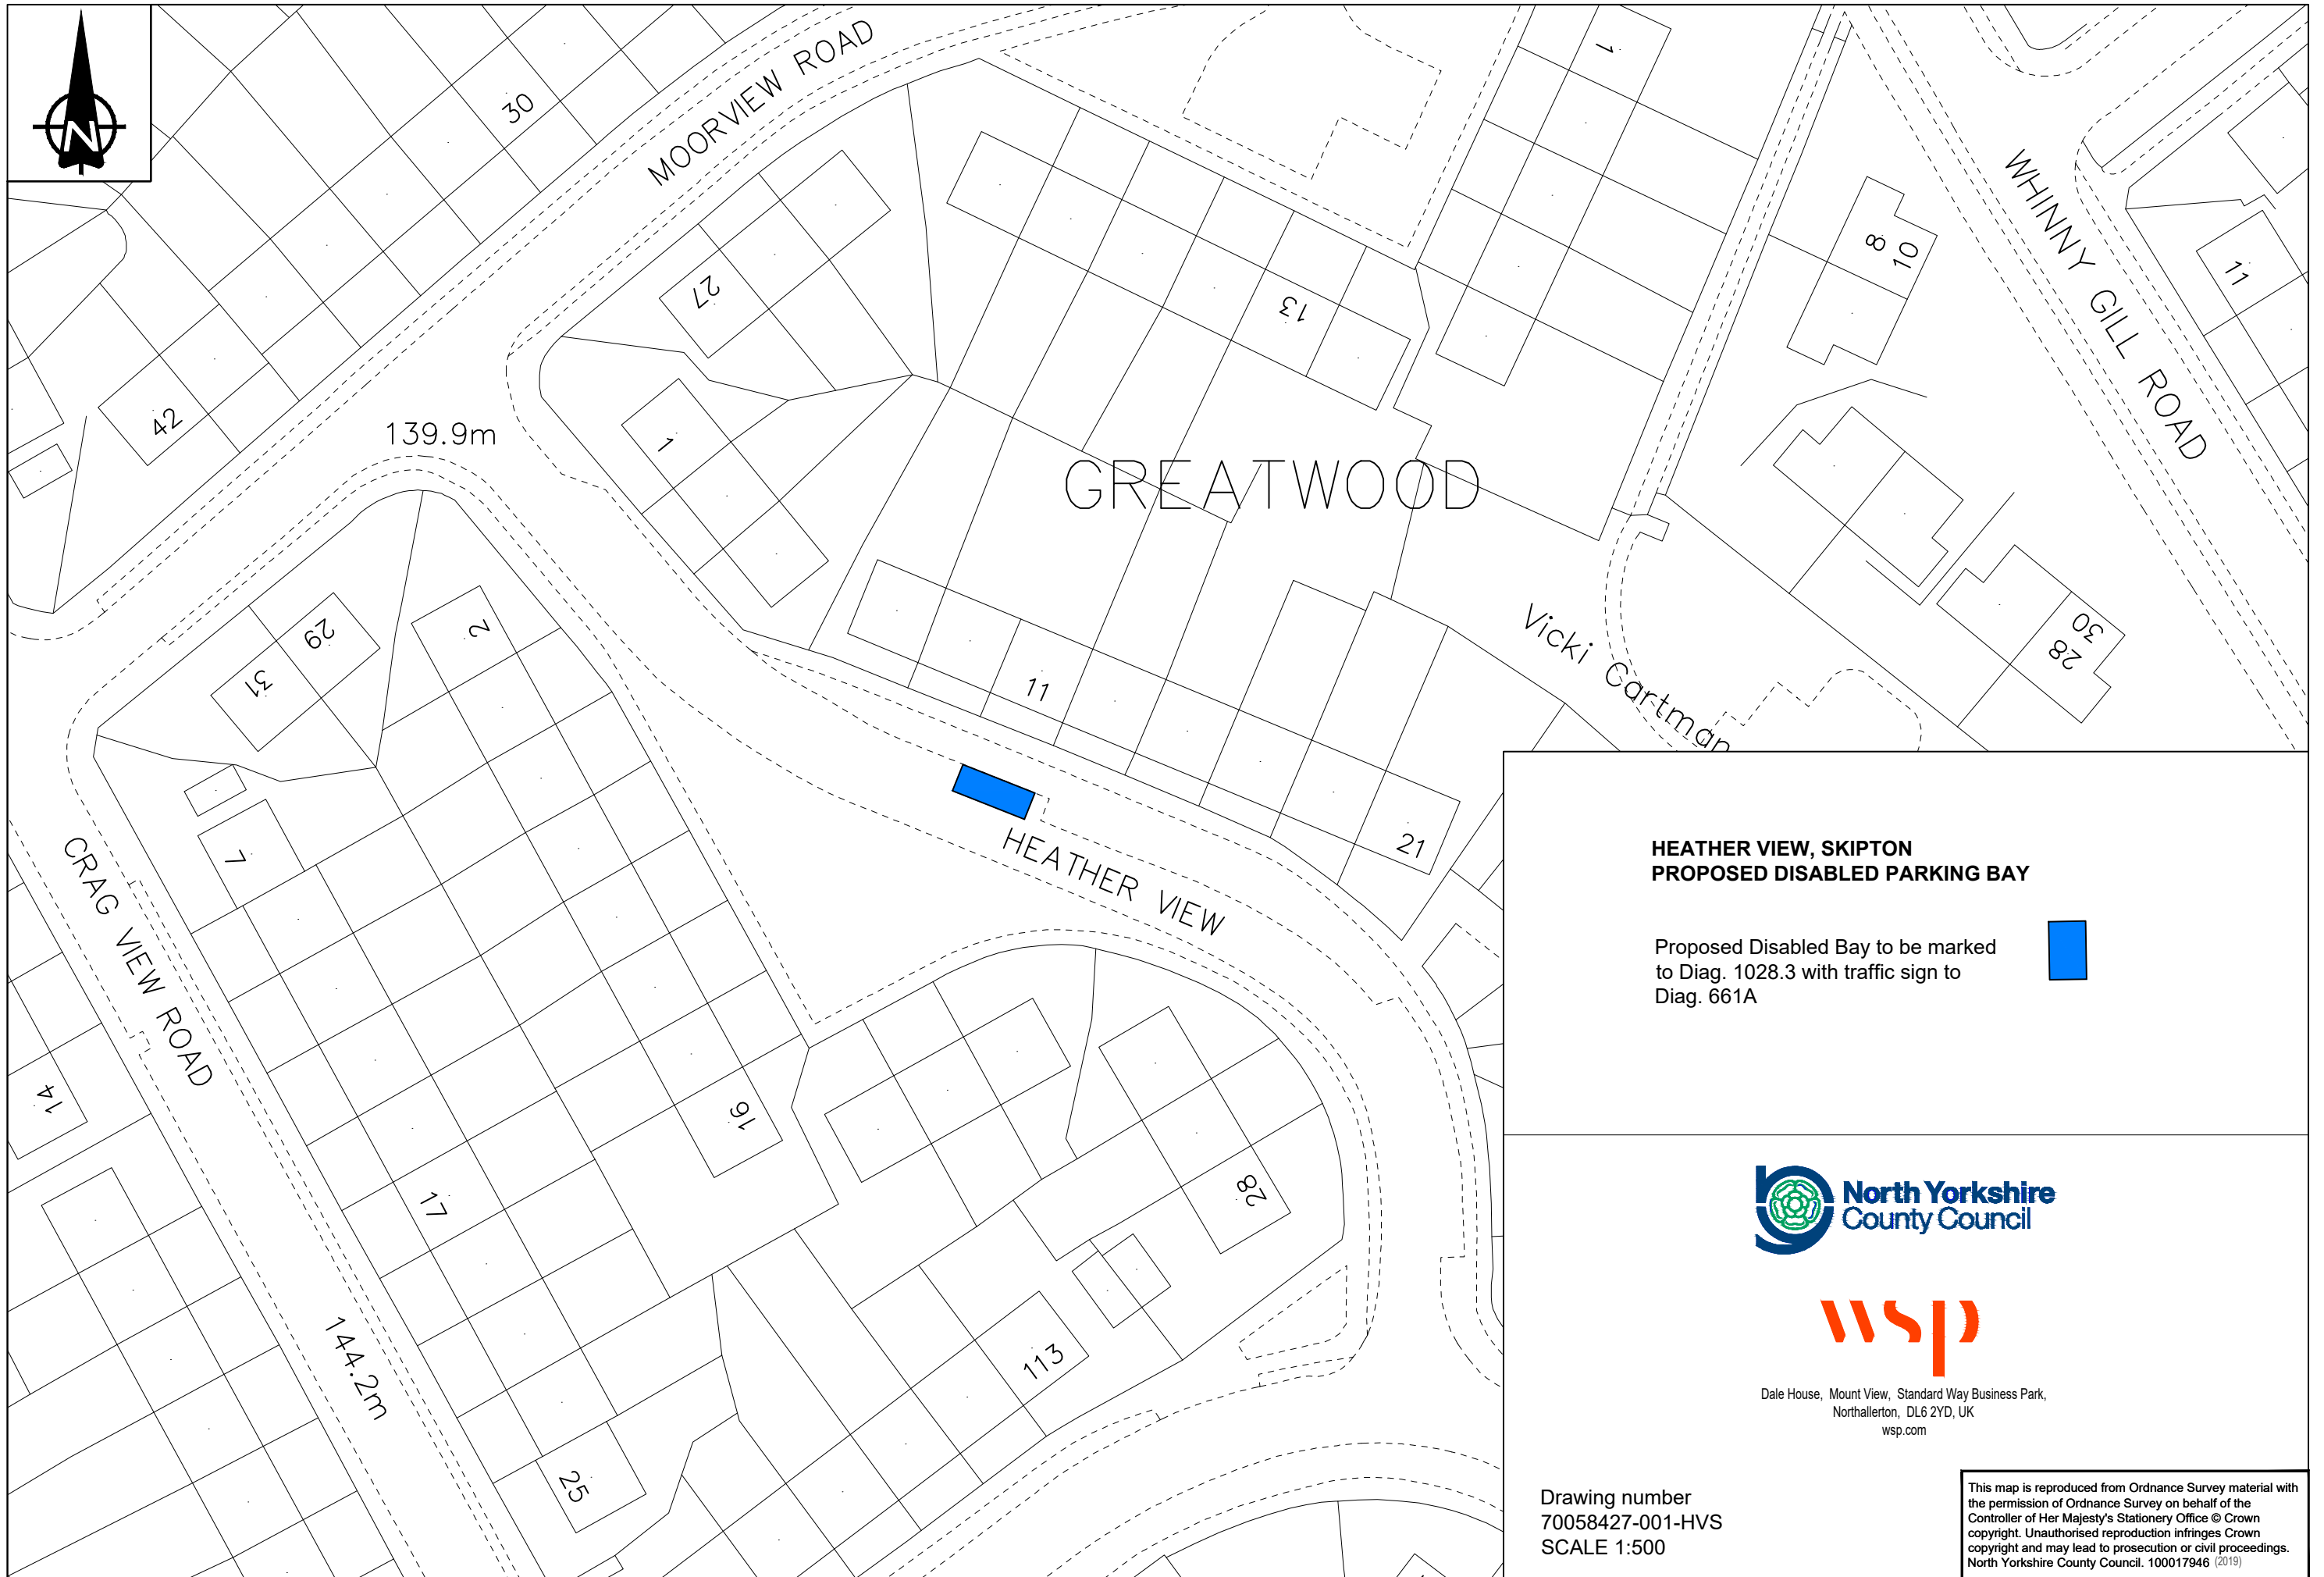 N
30
MOORVIEW ROAD
1
WHINNY GILL ROAD
8
10
11
27
13
42
139.9m
1
GREATWOOD
Vicki Cartman
29
31
2
30
28
11
21
7
HEATHER VIEW
CRAG VIEW ROAD
14
16
17
28
144.2m
113
25
HEATHER VIEW, SKIPTON
PROPOSED DISABLED PARKING BAY
Proposed Disabled Bay to be marked
to Diag. 1028.3 with traffic sign to
Diag. 661A
North Yorkshire
County Council
wsp
Dale House, Mount View, Standard Way Business Park,
Northallerton, DL6 2YD, UK
wsp.com
Drawing number
70058427-001-HVS
SCALE 1:500
This map is reproduced from Ordnance Survey material with
the permission of Ordnance Survey on behalf of the
Controller of Her Majesty's Stationery Office © Crown
copyright. Unauthorised reproduction infringes Crown
copyright and may lead to prosecution or civil proceedings.
North Yorkshire County Council. 100017946 (2019)